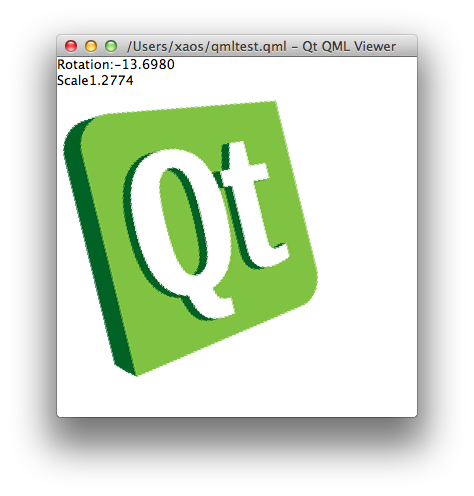 /Users/xaos/qmltest.qml – Qt QML Viewer
Rotation:-13.6980
Scale1.2774
Qt